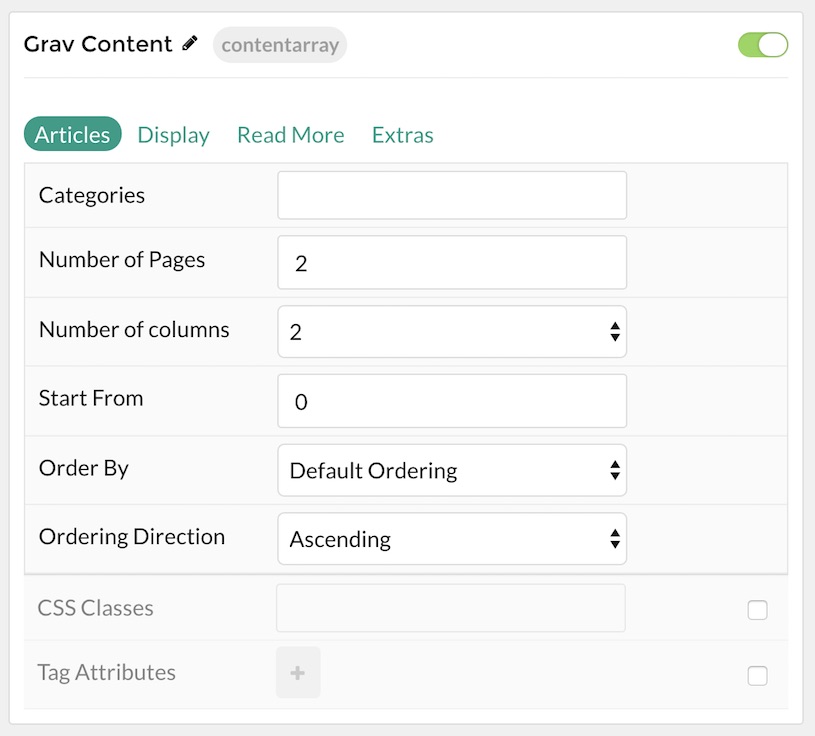 Grav Content contentarray
Articles Display Read More Extras
Categories
Number of Pages 2
Number of columns 2
Start From 0
Order By Default Ordering
Ordering Direction Ascending
CSS Classes
Tag Attributes +